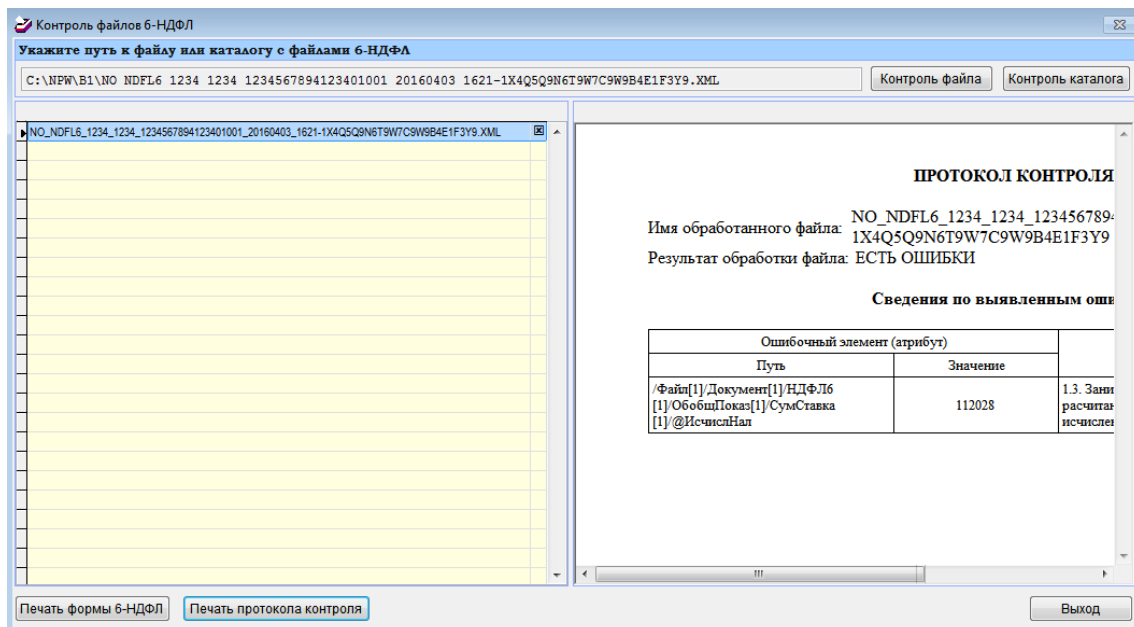 Контроль файлов 6-НДФЛ
Укажите путь к файлу или каталогу с файлами 6-НДФЛ
C:\NPW\B1\NO NDFL6 1234 1234 1234567894123401001 20160403 1621-1X4Q5Q9N6T9W7C9W9B4E1F3Y9.XML
Контроль файла
Контроль каталога
NO_NDFL6_1234_1234_1234567894123401001_20160403_1621-1X4Q5Q9N6T9W7C9W9B4E1F3Y9.XML
ПРОТОКОЛ КОНТРОЛЯ
Имя обработанного файла:
NO_NDFL6_1234_1234_123456789
1X4Q5Q9N6T9W7C9W9B4E1F3Y9
Результат обработки файла: ЕСТЬ ОШИБКИ
Сведения по выявленным оши
Ошибочный элемент (атрибут)
Путь
Значение
/Файл[1]/Документ[1]/НДФЛ6
[1]/ОбобщПоказ[1]/СумСтавка
[1]/@ИсчислНал
112028
1.3. Зани
расчитан
исчислен
Печать формы 6-НДФЛ
Печать протокола контроля
Выход